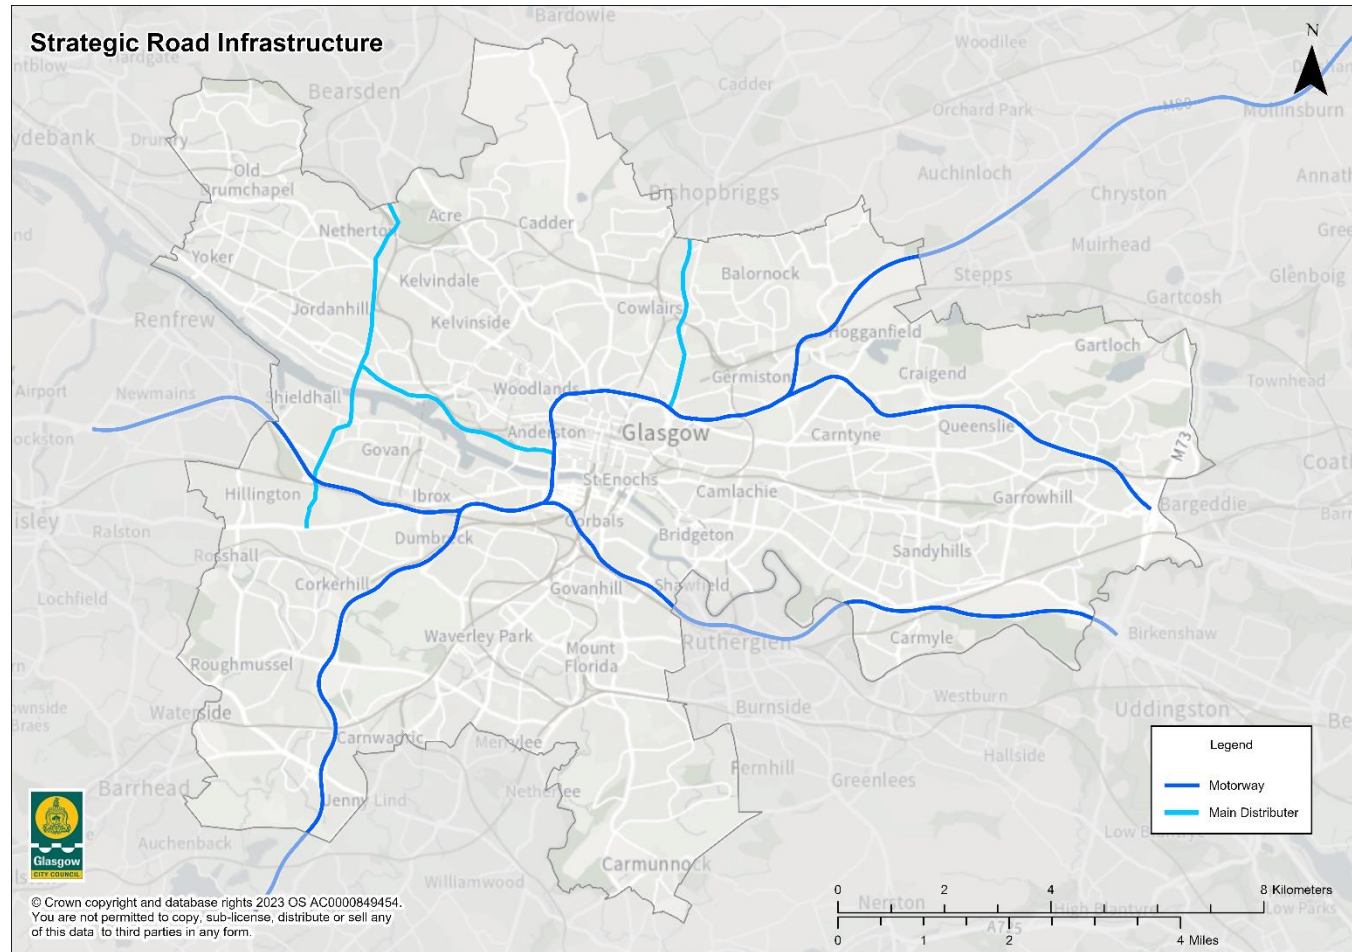 Strategic Road Infrastructure
N
Bardowie
Woodilee
Bearsden
Cadder
Orchard Park
M80
Mollinsburn
Drumry
Old
Drumchapel
Auchinloch
Chryston
Bishopbriggs
Acre
Cadder
Netherton
Muirhead
Yoker
Kelvindale
Balornock
Stepps
Glenboig
Gartcosh
Renfrew
Jordanhill
Kelvinside
Cowlairs
Hogganfield
Gartloch
Airport
Newmains
Shieldhall
Woodlands
Germiston
Craigend
Townhead
Anderston
Glasgow
Carntyne
Queenslie
M73
Govan
St Enochs
Hillington
Ibrox
Camlachie
Garrowhill
Bargeddie
Ralston
Dumbreck
Gorbals
Bridgeton
Rosshall
Sandyhills
Corkerhill
Govanhill
Shawfield
Lochfield
Waverley Park
Rutherglen
Carmyle
Birkenshaw
Roughmussel
Mount
Florida
Westburn
Waterside
Burnside
Uddingston
Carnwadric
Merrylee
Hallside
Fernhill
Greenlees
Barrhead
Jenny Lind
Netherlee
Auchenback
Carmunnock
Williamwood
Nerston
High Blantyre
Low Parks
A725
Legend
Motorway
Main Distributer
Glasgow
CITY COUNCIL
© Crown copyright and database rights 2023 OS AC0000849454.
You are not permitted to copy, sub-license, distribute or sell any
of this data to third parties in any form.
0 2 4 8 Kilometers
0 1 2 4 Miles